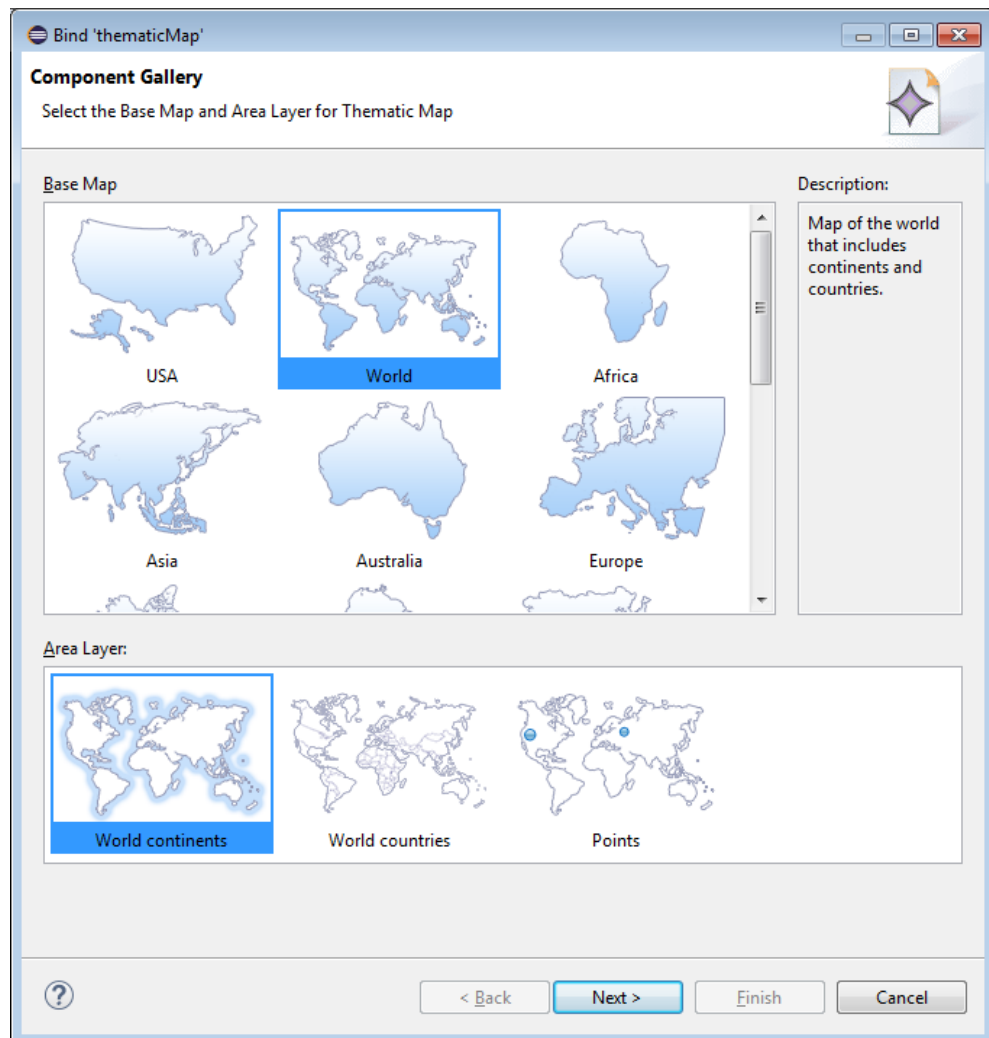 Bind 'thematicMap'
Component Gallery
Select the Base Map and Area Layer for Thematic Map
Base Map
Description:
Map of the world
that includes
continents and
countries.
USA
World
Africa
Asia
Australia
Europe
Area Layer:
World continents
World countries
Points
?
< Back
Next >
Finish
Cancel